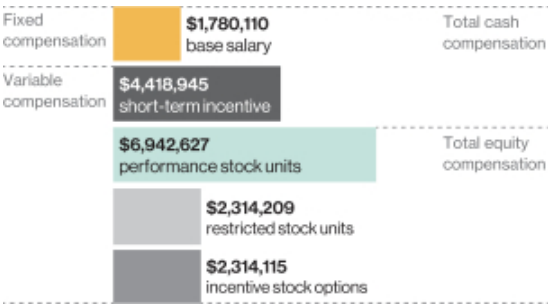 Fixed
compensation
$1,780,110
base salary
Total cash
compensation
Variable
compensation
$4,418,945
short-term incentive
$6,942,627
performance stock units
Total equity
compensation
$2,314,209
restricted stock units
$2,314,115
incentive stock options